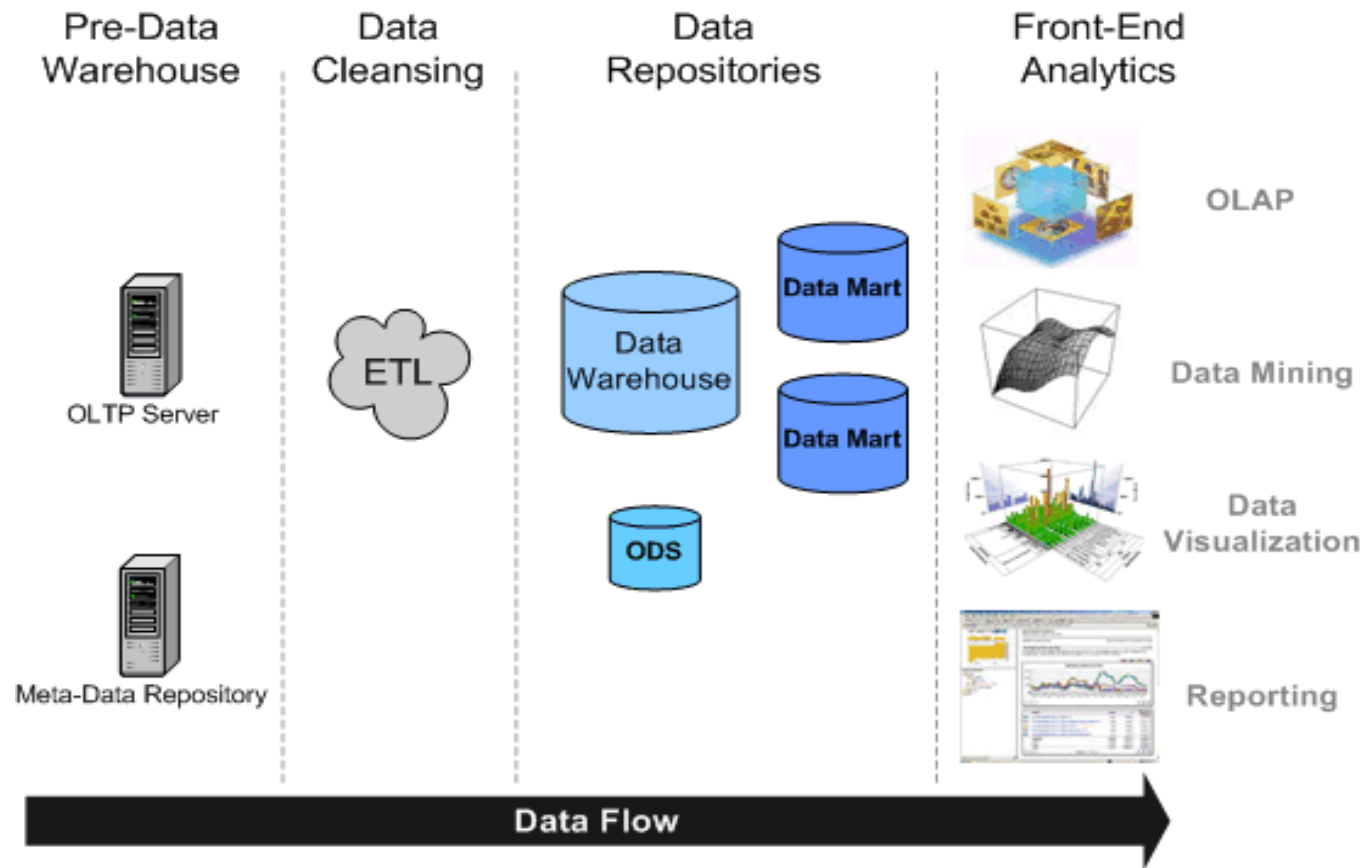 Pre-Data
Warehouse
Data
Cleansing
Data
Repositories
Front-End
Analytics
OLTP Server
Meta-Data Repository
ETL
Data
Warehouse
Data Mart
Data Mart
ODS
OLAP
Data Mining
Data
Visualization
Reporting
Data Flow